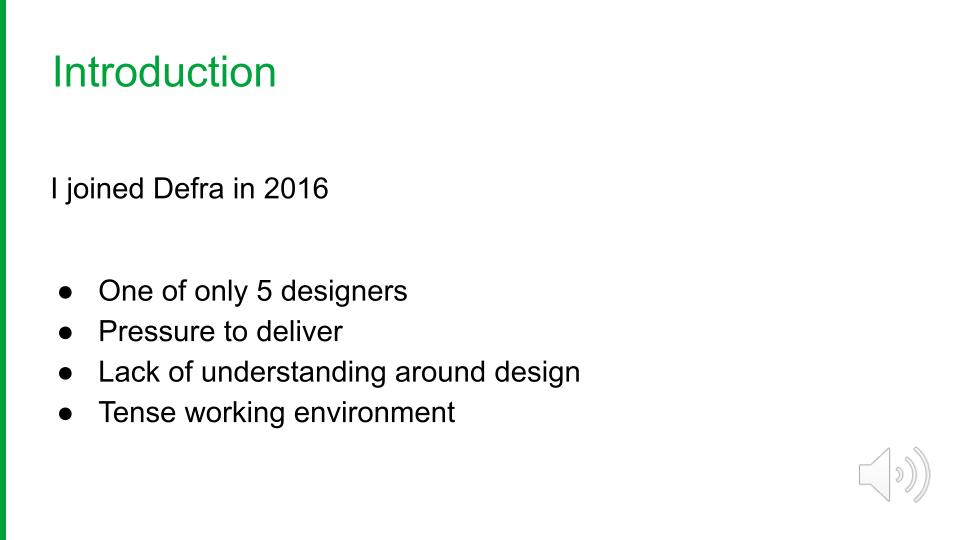 Introduction
I joined Defra in 2016
● One of only 5 designers
● Pressure to deliver
● Lack of understanding around design
● Tense working environment